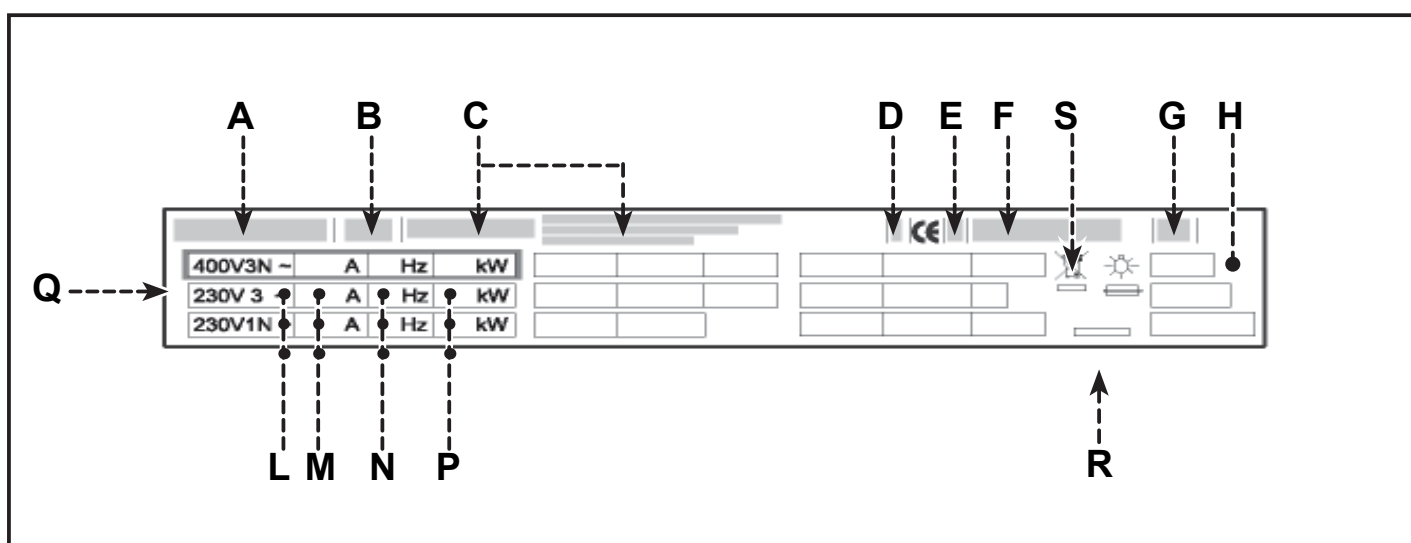 A B C D E F S G H
CE
400V3N ~ A Hz kW
Q
230V 3 ~ A Hz kW
230V1N ~ A Hz kW
L M N P
R